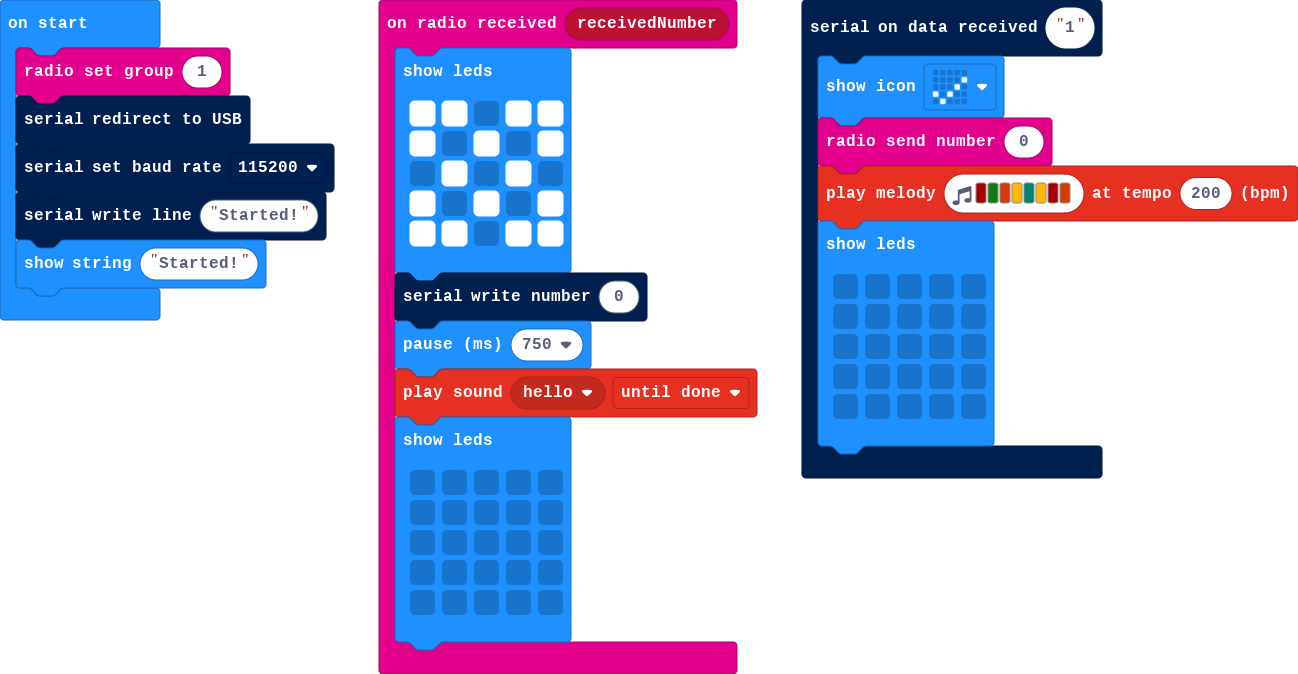 on start
radio set group 1
serial redirect to USB
serial set baud rate 115200
serial write line "Started!"
show string "Started!"
on radio received receivedNumber
show leds
serial write number 0
pause (ms) 750
play sound hello until done
show leds
serial on data received "1"
show icon
radio send number 0
play melody at tempo 200 (bpm)
show leds